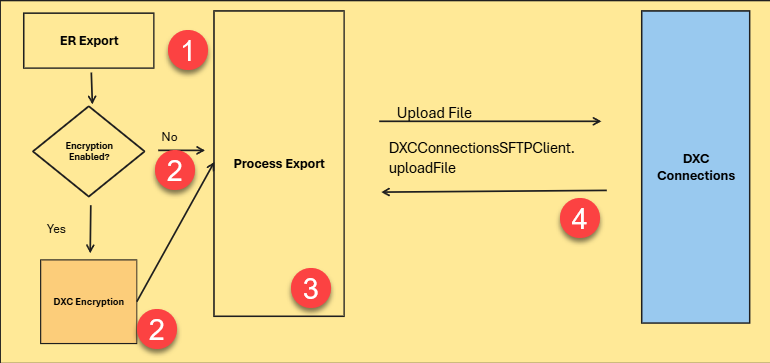 ER Export
1
Encryption
Enabled?
No
2
Yes
DXC Encryption
2
Process Export
3
Upload File
DXCConnectionsSFTPClient.
uploadFile
4
DXC
Connections